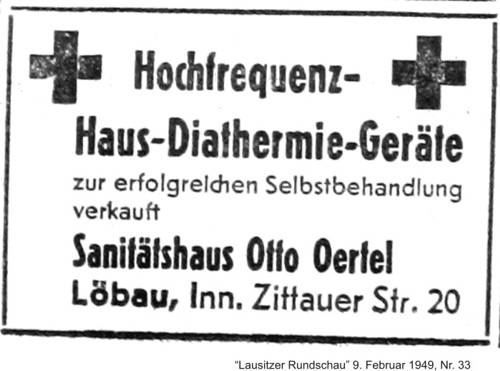 Hochfrequenz-
Haus-Diathermie-Geräte
zur erfolgreichen Selbstbehandlung
verkauft
Sanitätshaus Otto Oertel
Löbau, Inn. Zittauer Str. 20
"Lausitzer Rundschau" 9. Februar 1949, Nr. 33